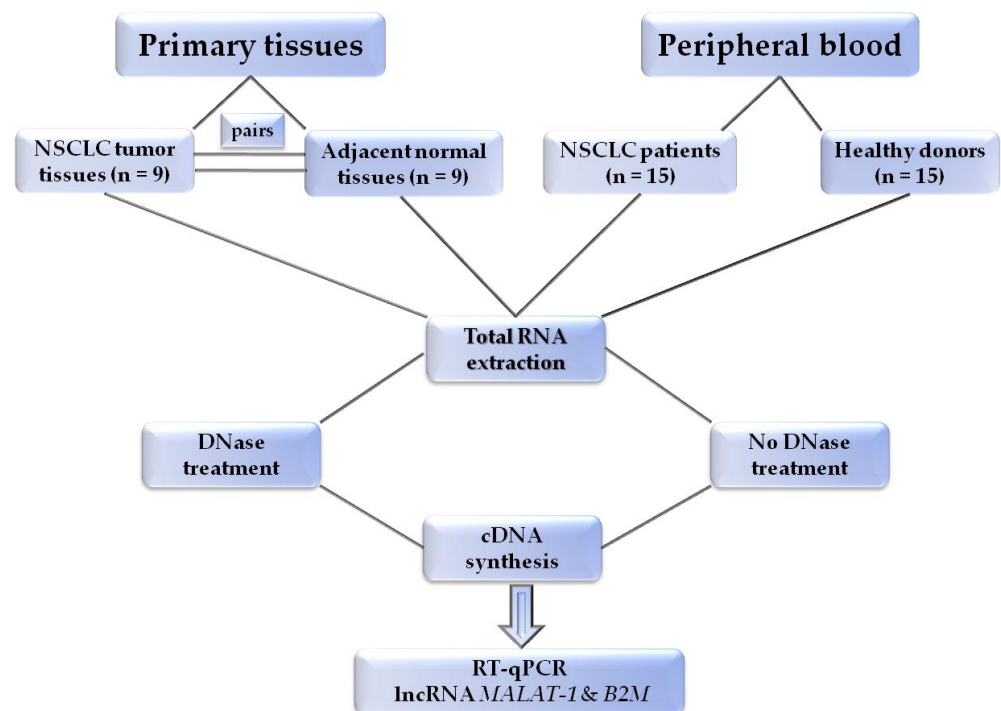 Primary tissues
Peripheral blood
pairs
NSCLC tumor
tissues (n = 9)
Adjacent normal
tissues (n = 9)
NSCLC patients
(n = 15)
Healthy donors
(n = 15)
Total RNA
extraction
DNase
treatment
No DNase
treatment
cDNA
synthesis
RT-qPCR
lncRNA MALAT-1 & B2M